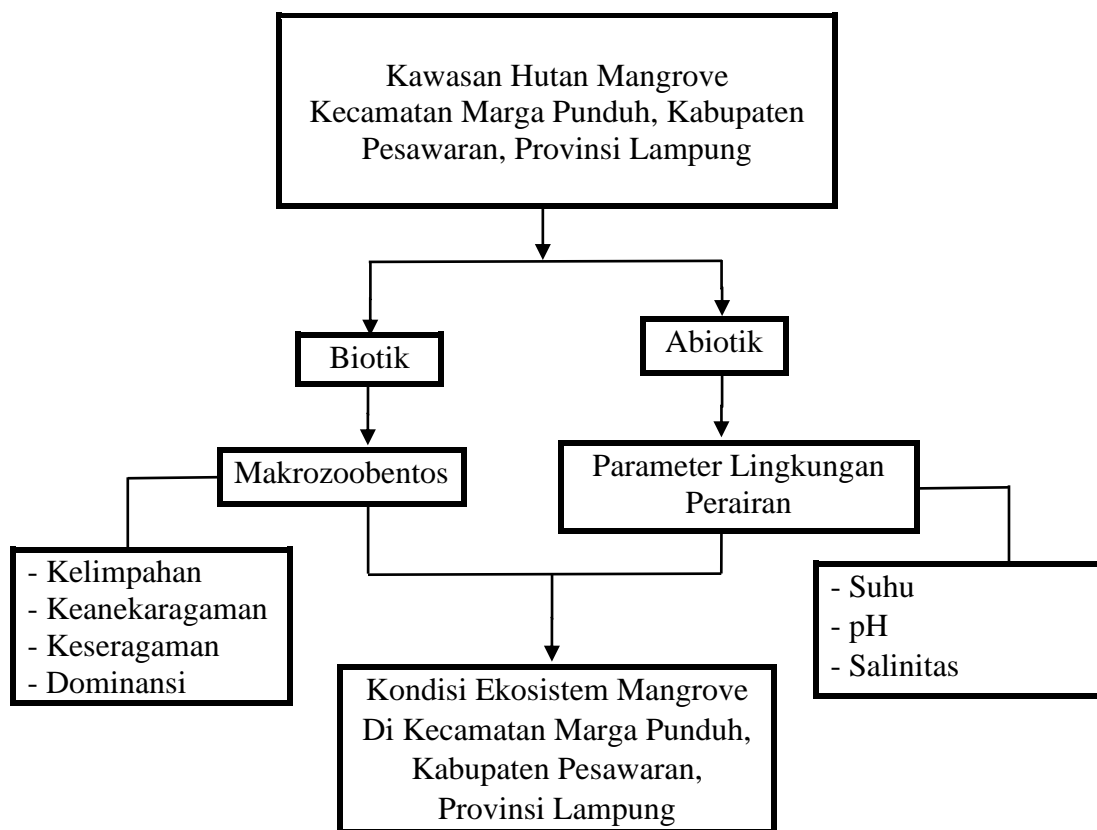 Kawasan Hutan Mangrove
Kecamatan Marga Punduh, Kabupaten
Pesawaran, Provinsi Lampung
Biotik
Abiotik
Makrozoobentos
Parameter Lingkungan
Perairan
- Kelimpahan
- Keanekaragaman
- Keseragaman
- Dominansi
- Suhu
- pH
- Salinitas
Kondisi Ekosistem Mangrove
Di Kecamatan Marga Punduh,
Kabupaten Pesawaran,
Provinsi Lampung